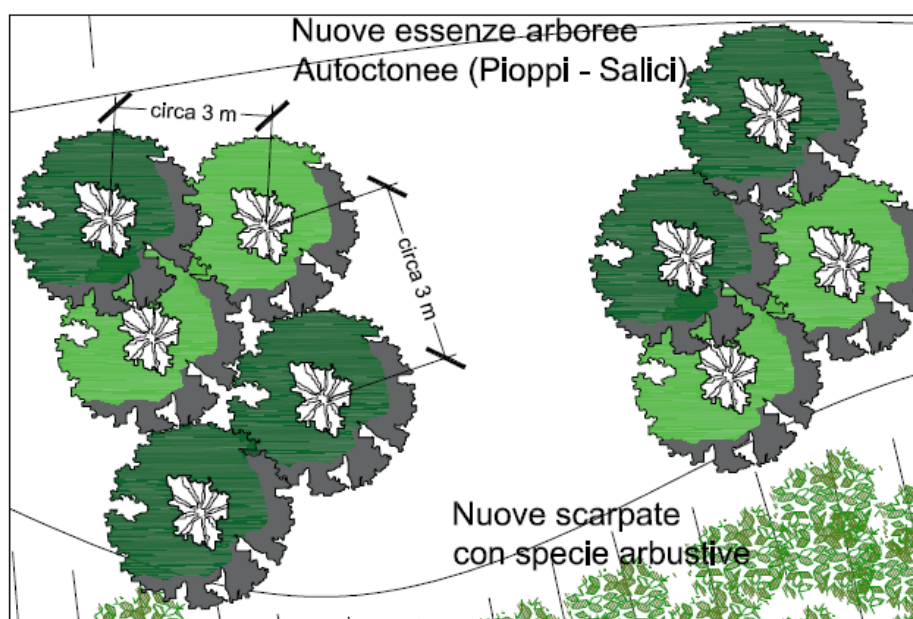 Nuove essenze arboree
Autoctonee (Pioppi - Salici)
circa 3 m
circa 3 m
Nuove scarpate
con specie arbustive